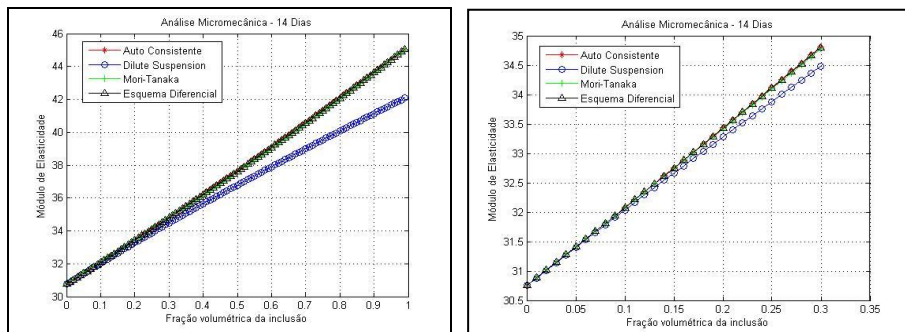 Análise Micromecânica - 14 Dias
46
44
42
40
38
36
34
32
30
Módulo de Elasticidade
Auto Consistente
Dilute Suspension
Mori-Tanaka
Esquema Diferencial
0 0.1 0.2 0.3 0.4 0.5 0.6 0.7 0.8 0.9 1
Fração volumétrica da inclusão
Análise Micromecânica - 14 Dias
35
34.5
34
33.5
33
32.5
32
31.5
31
30.5
Módulo de Elasticidade
Auto Consistente
Dilute Suspension
Mori-Tanaka
Esquema Diferencial
0 0.05 0.1 0.15 0.2 0.25 0.3 0.35
Fração volumétrica da inclusão